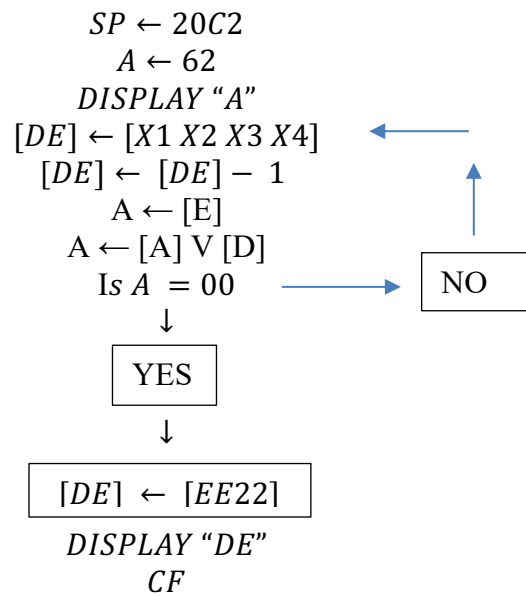 SP ← 20C2
A ← 62
DISPLAY “A”
[DE] ← [X1 X2 X3 X4]
[DE] ← [DE] − 1
A ← [E]
A ← [A] V [D]
Is A = 00
NO
↓
YES
↓
[DE] ← [EE22]
DISPLAY “DE”
CF